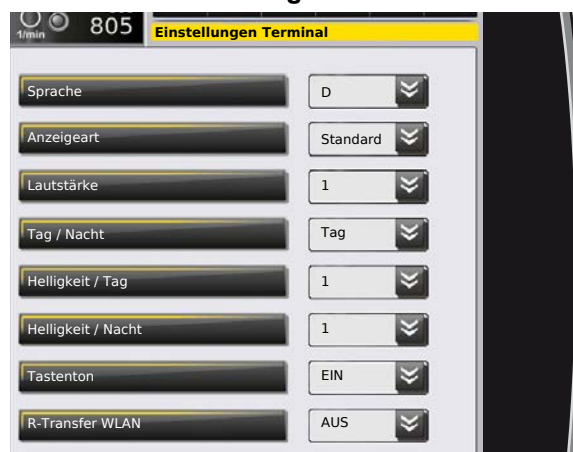 1/min 805
Einstellungen Terminal
Sprache D
Anzeigeart Standard
Lautstärke 1
Tag / Nacht Tag
Helligkeit / Tag 1
Helligkeit / Nacht 1
Tastenton EIN
R-Transfer WLAN AUS